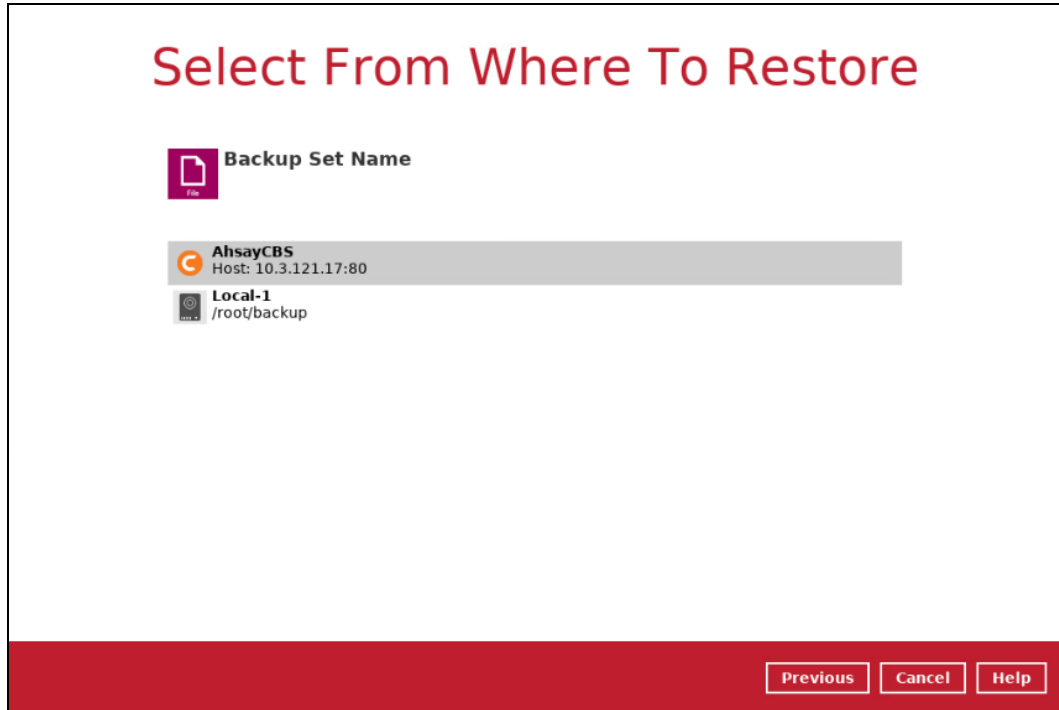 Select From Where To Restore
Backup Set Name
File
AhsayCBS
Host: 10.3.121.17:80
Local-1
/root/backup
Previous Cancel Help